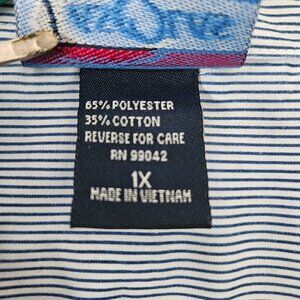 65% POLYESTER
35% COTTON
REVERSE FOR CARE
RN 99042
1X
MADE IN VIETNAM